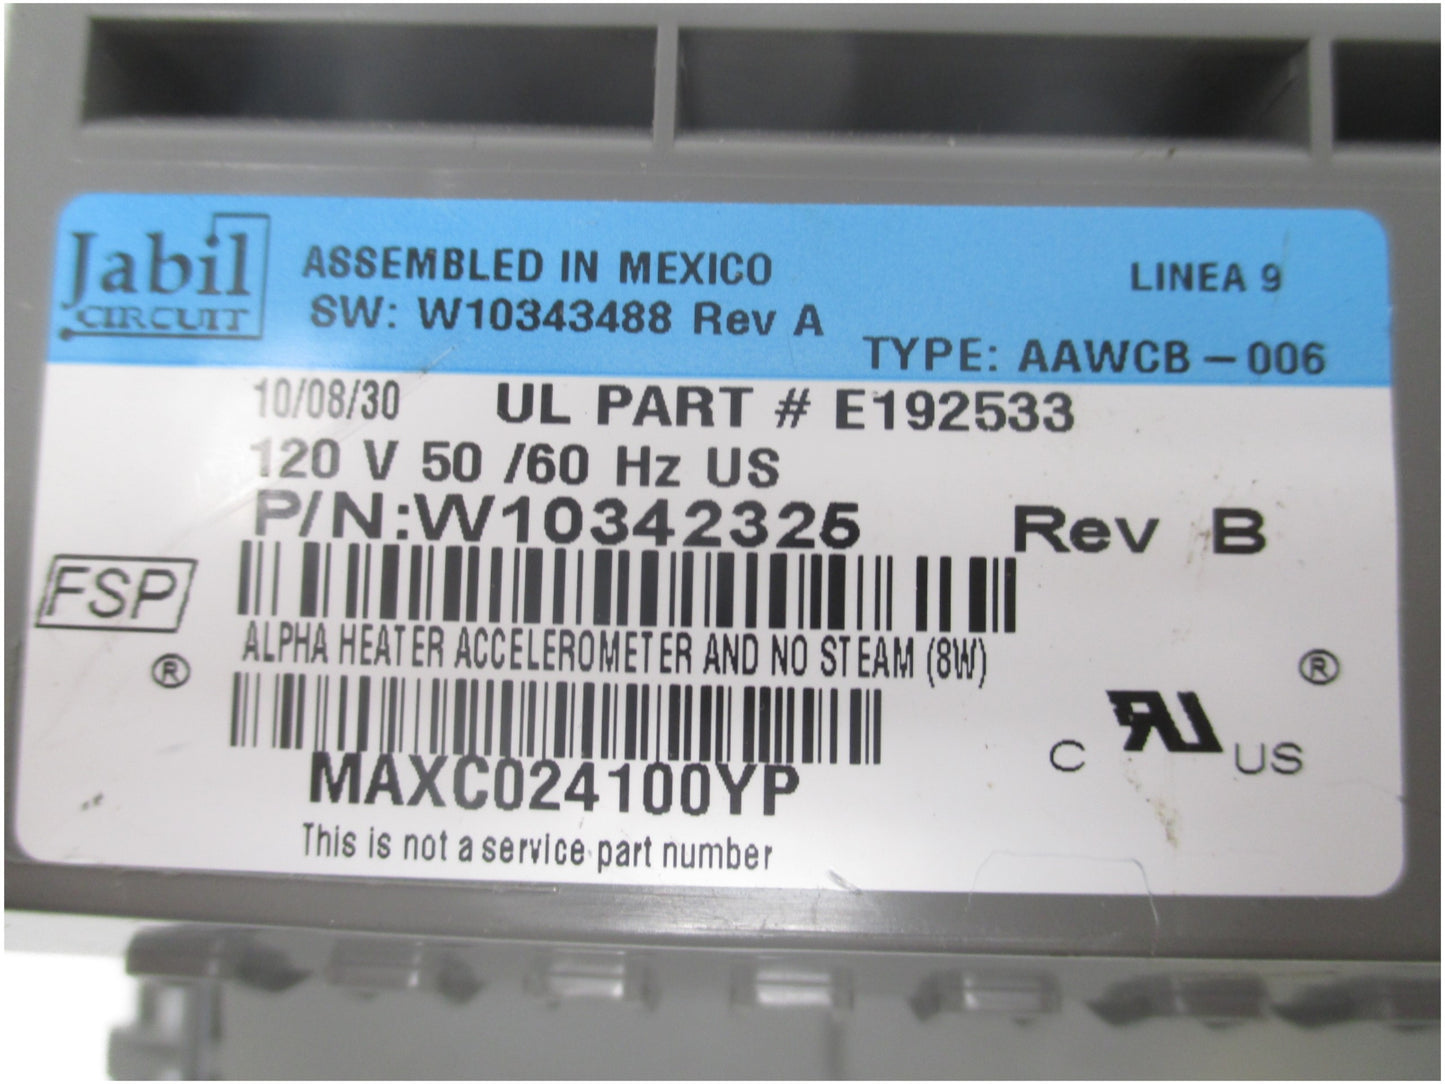 Jabil
CIRCUIT
ASSEMBLED IN MEXICO
LINEA 9
SW: W10343488 Rev A
TYPE: AAWCB - 006
10/08/30 UL PART # E192533
120 V 50 /60 Hz US
P/N:W10342325 Rev B
FSP
®
ALPHA HEATER ACCELEROMETER AND NO STEAM (8W)
®
C RU US
MAXC024100YP
This is not a service part number